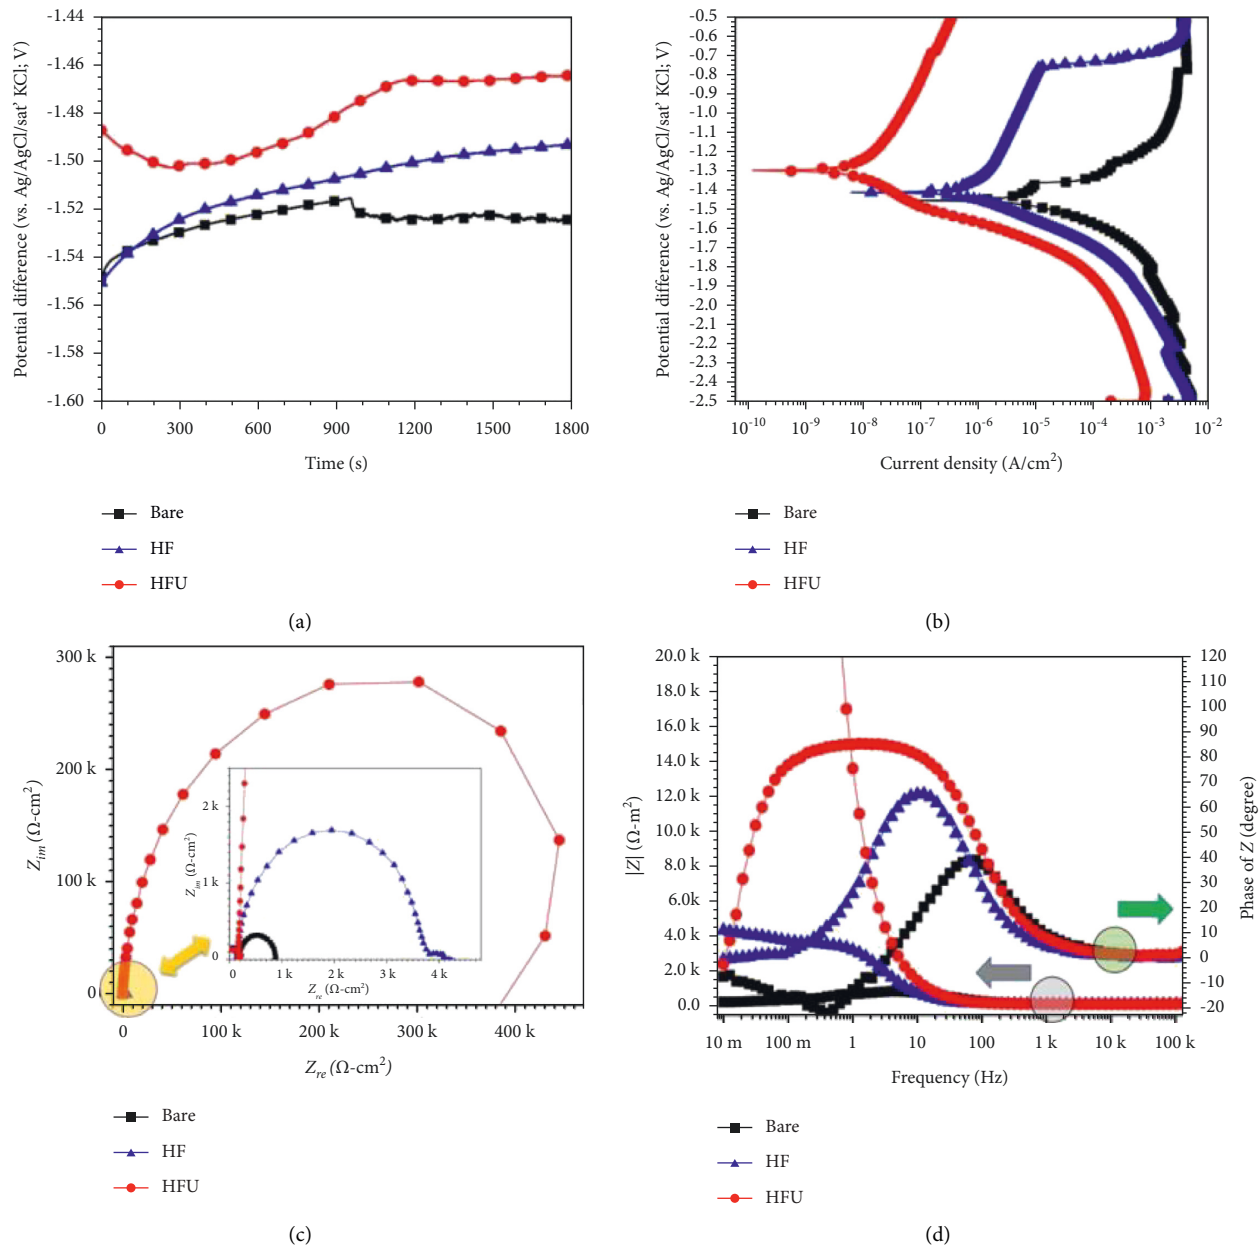 Potential difference (vs. Ag/AgCl/sat' KCl; V)
-1.44
-1.46
-1.48
-1.50
-1.52
-1.54
-1.56
-1.58
-1.60
0 300 600 900 1200 1500 1800
Time (s)
Bare
HF
HFU
(a)
Potential difference (vs. Ag/AgCl/sat' KCl; V)
-0.5
-0.6
-0.7
-0.8
-1.0
-1.1
-1.2
-1.3
-1.4
-1.5
-1.6
-1.7
-1.8
-1.9
-2.1
-2.2
-2.3
-2.4
-2.5
10⁻¹⁰ 10⁻⁹ 10⁻⁸ 10⁻⁷ 10⁻⁶ 10⁻⁵ 10⁻⁴ 10⁻³ 10⁻²
Current density (A/cm²)
Bare
HF
HFU
(b)
Zim (Ω-cm²)
300 k
200 k
100 k
0
0 100 k 200 k 300 k 400 k
Zre (Ω-cm²)
Zim (Ω-cm²)
2 k
1 k
0
0 1 k 2 k 3 k 4 k
Zre (Ω-cm²)
Bare
HF
HFU
(c)
|Z| (Ω-m²)
20.0 k
18.0 k
16.0 k
14.0 k
12.0 k
10.0 k
8.0 k
6.0 k
4.0 k
2.0 k
0.0
120
110
100
90
80
70
60
50
40
30
20
10
0
-10
-20
Phase of Z (degree)
10 m 100 m 1 10 100 1 k 10 k 100 k
Frequency (Hz)
Bare
HF
HFU
(d)